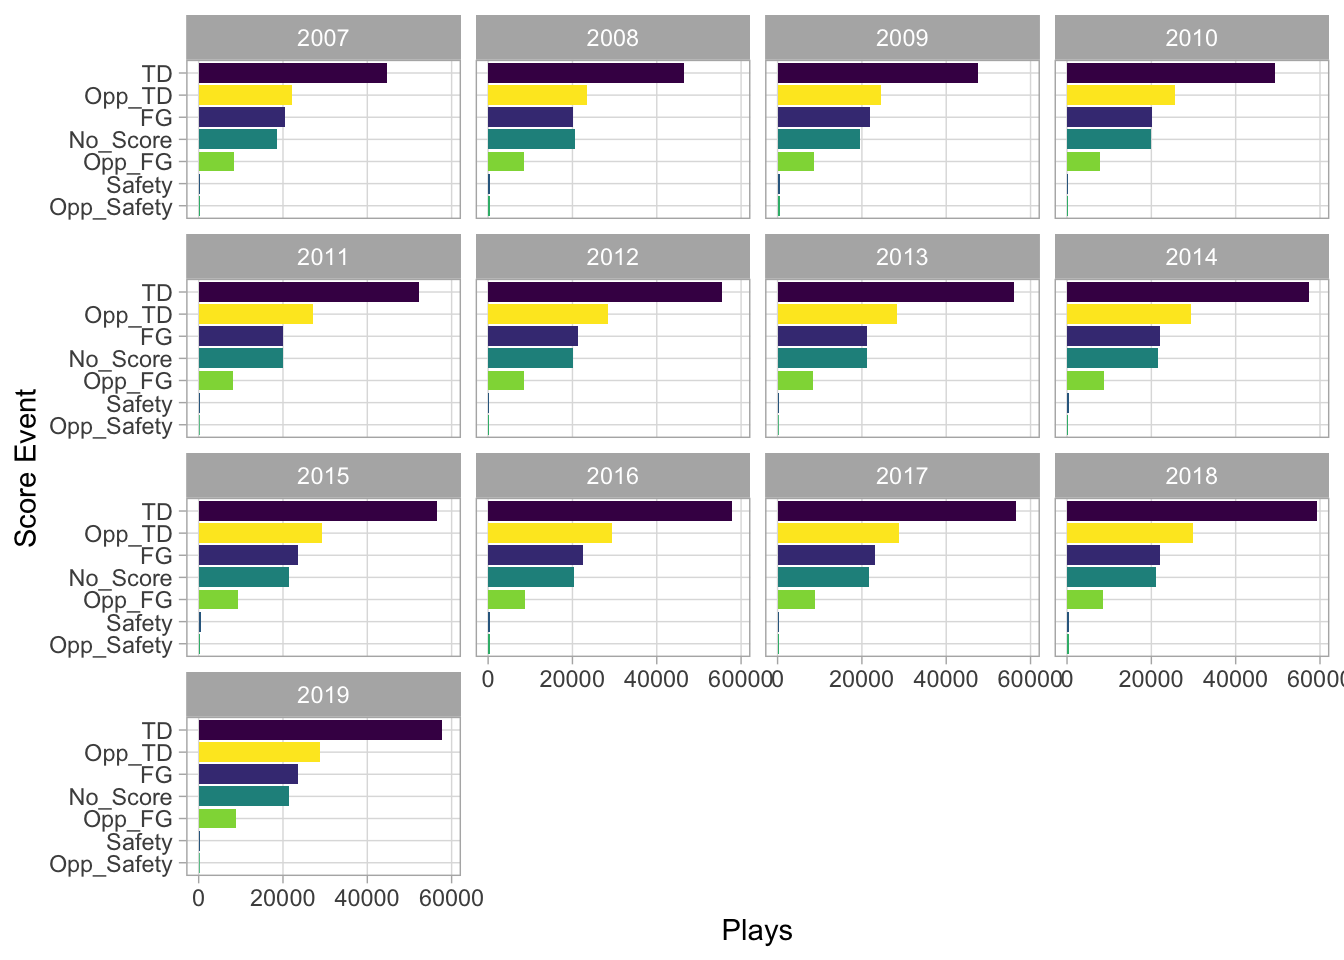 2007 2008 2009 2010
TD
Opp_TD
FG
No_Score
Opp_FG
Safety
Opp_Safety
2011 2012 2013 2014
TD
Opp_TD
FG
No_Score
Opp_FG
Safety
Opp_Safety
Score Event
2015 2016 2017 2018
TD
Opp_TD
FG
No_Score
Opp_FG
Safety
Opp_Safety
0 20000 40000 60000 0 20000 40000 60000 0 20000 40000 60000
2019
TD
Opp_TD
FG
No_Score
Opp_FG
Safety
Opp_Safety
0 20000 40000 60000
Plays